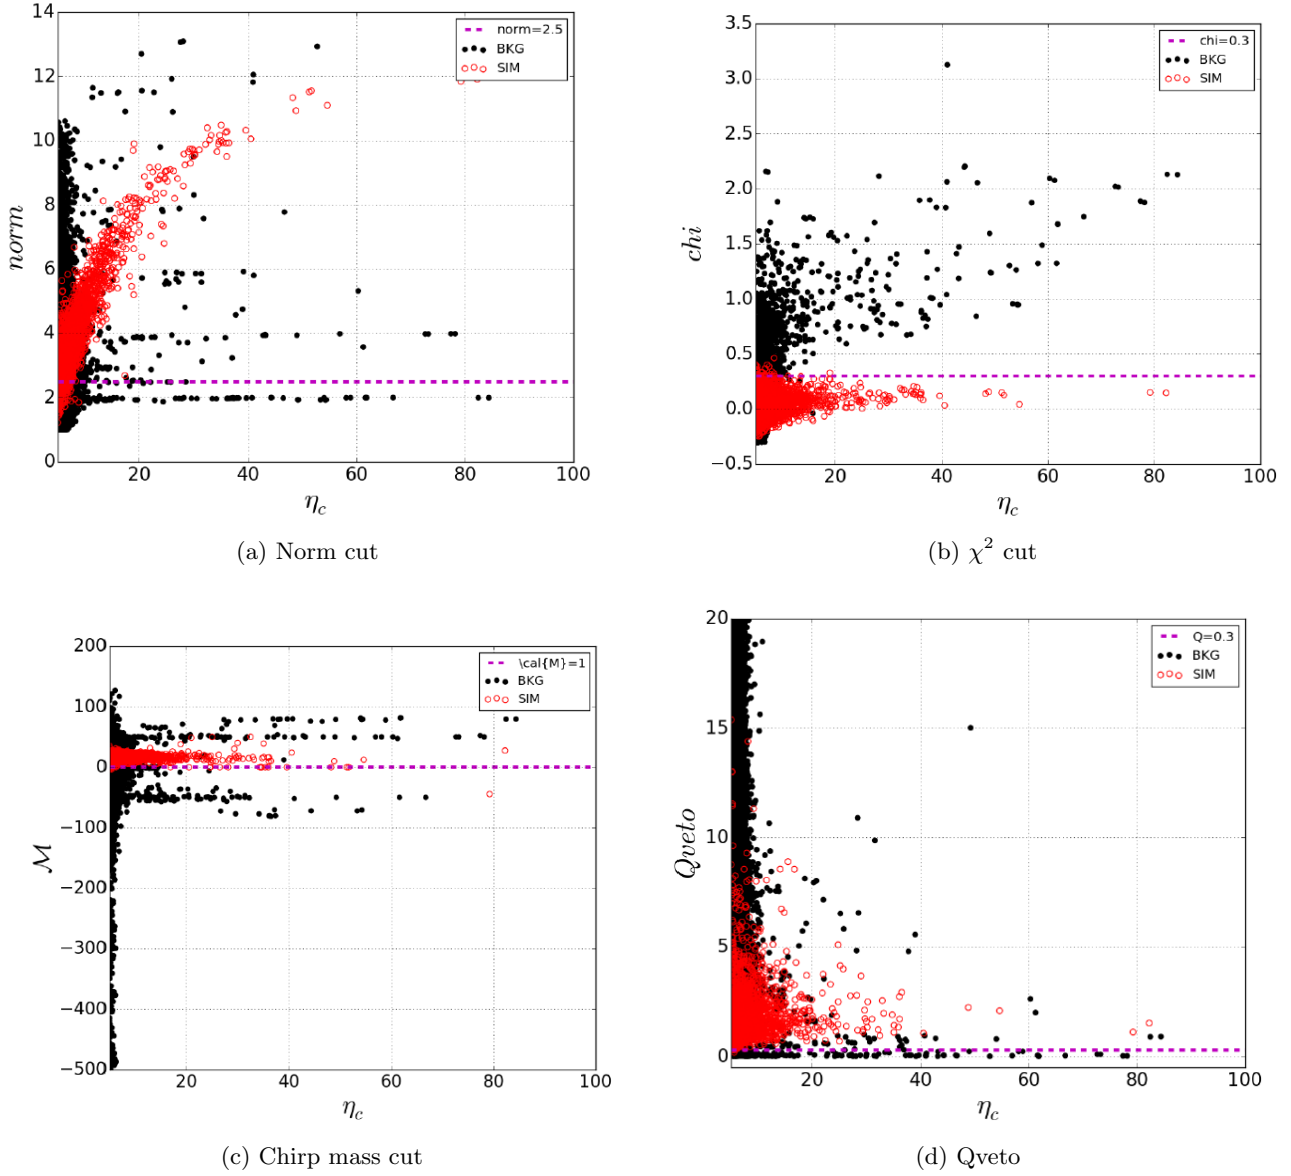 14
12
10
8
6
4
2
0
norm
20
40
60
80
100
η_c
norm=2.5
BKG
SIM
(a) Norm cut
3.5
3.0
2.5
2.0
1.5
1.0
0.5
0.0
−0.5
chi
20
40
60
80
100
η_c
chi=0.3
BKG
SIM
(b) χ² cut
200
100
0
−100
−200
−300
−400
−500
ℳ
20
40
60
80
100
η_c
\cal{M}=1
BKG
SIM
(c) Chirp mass cut
20
15
10
5
0
Qveto
20
40
60
80
100
η_c
Q=0.3
BKG
SIM
(d) Qveto